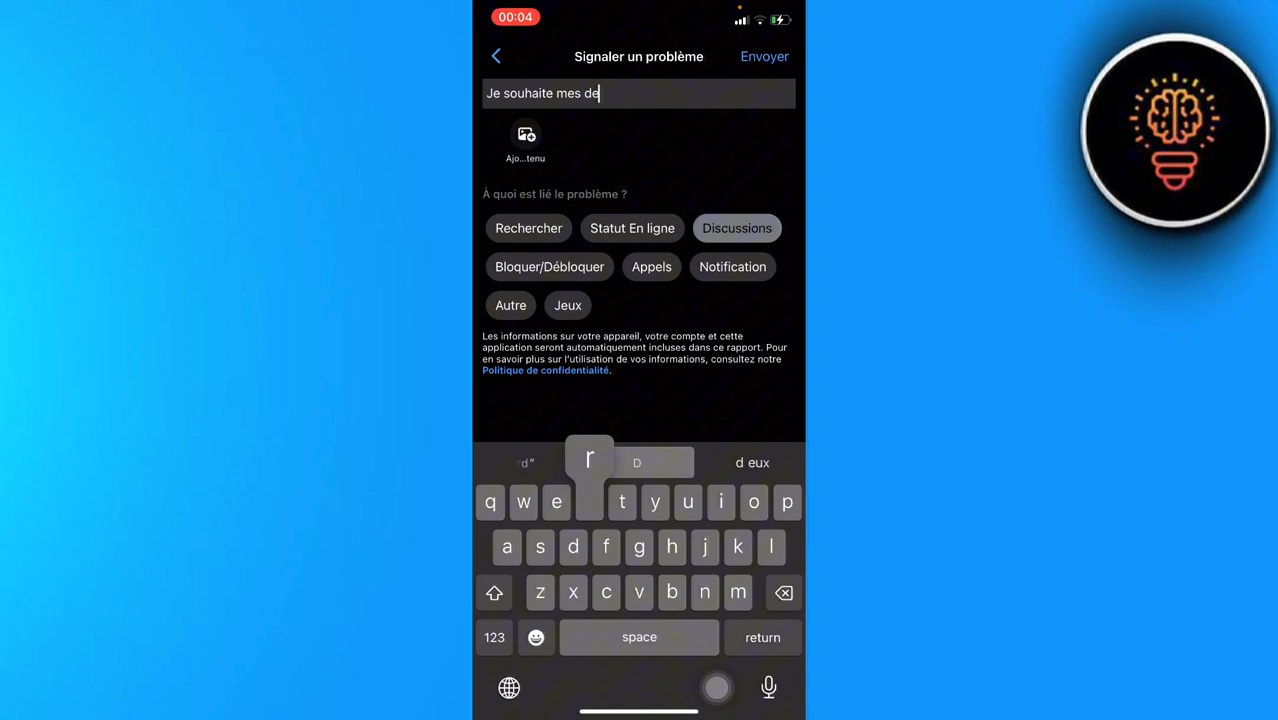 00:04
Signaler un problème
Envoyer
Je souhaite mes de
Ajo...tenu
À quoi est lié le problème ?
Rechercher
Statut En ligne
Discussions
Bloquer/Débloquer
Appels
Notification
Autre
Jeux
Les informations sur votre appareil, votre compte et cette
application seront automatiquement incluses dans ce rapport. Pour
en savoir plus sur l'utilisation de vos informations, consultez notre
Politique de confidentialité.
rd"
r
D
d eux
q w e t y u i o p
a s d f g h j k l
z x c v b n m
123
space
return